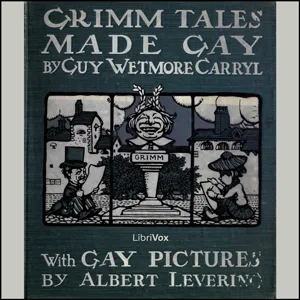 GRIMM TALES
MADE GAY
BY GUY WETMORE CARRYL
GRIMM
LibriVox
With GAY PICTURES
BY ALBERT LEVERING